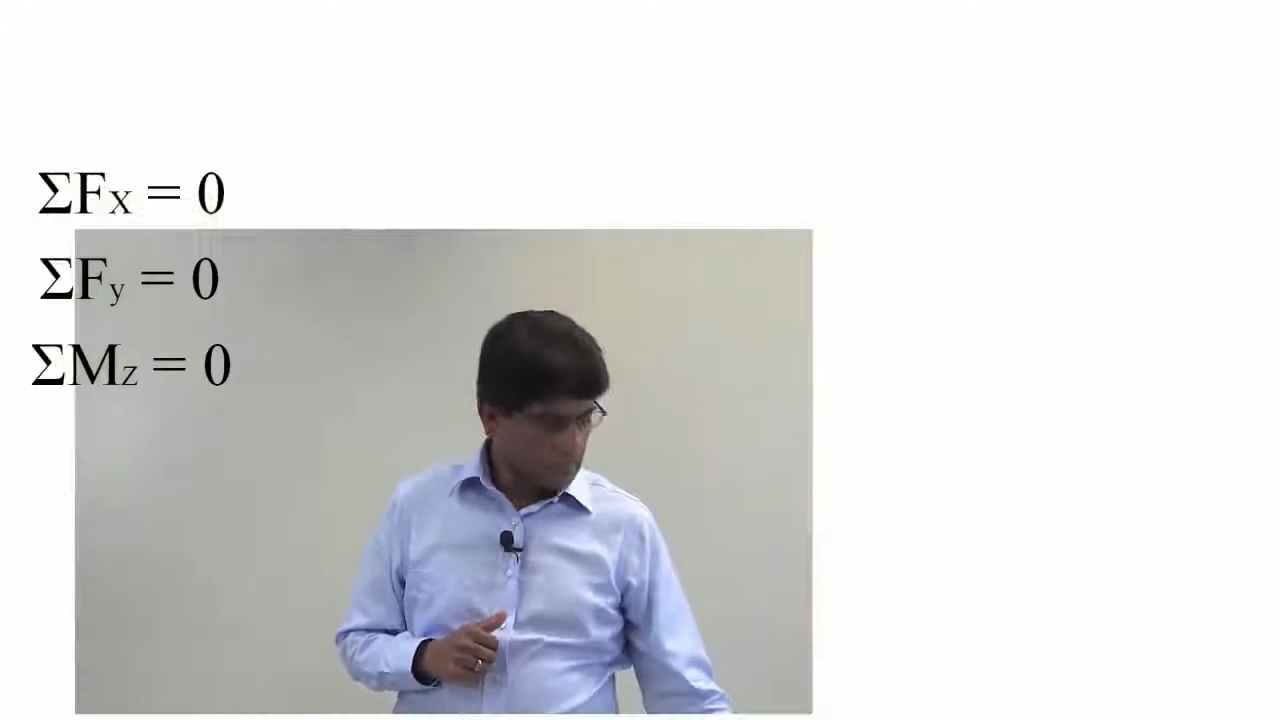 ΣFx = 0
ΣFy = 0
ΣMz = 0